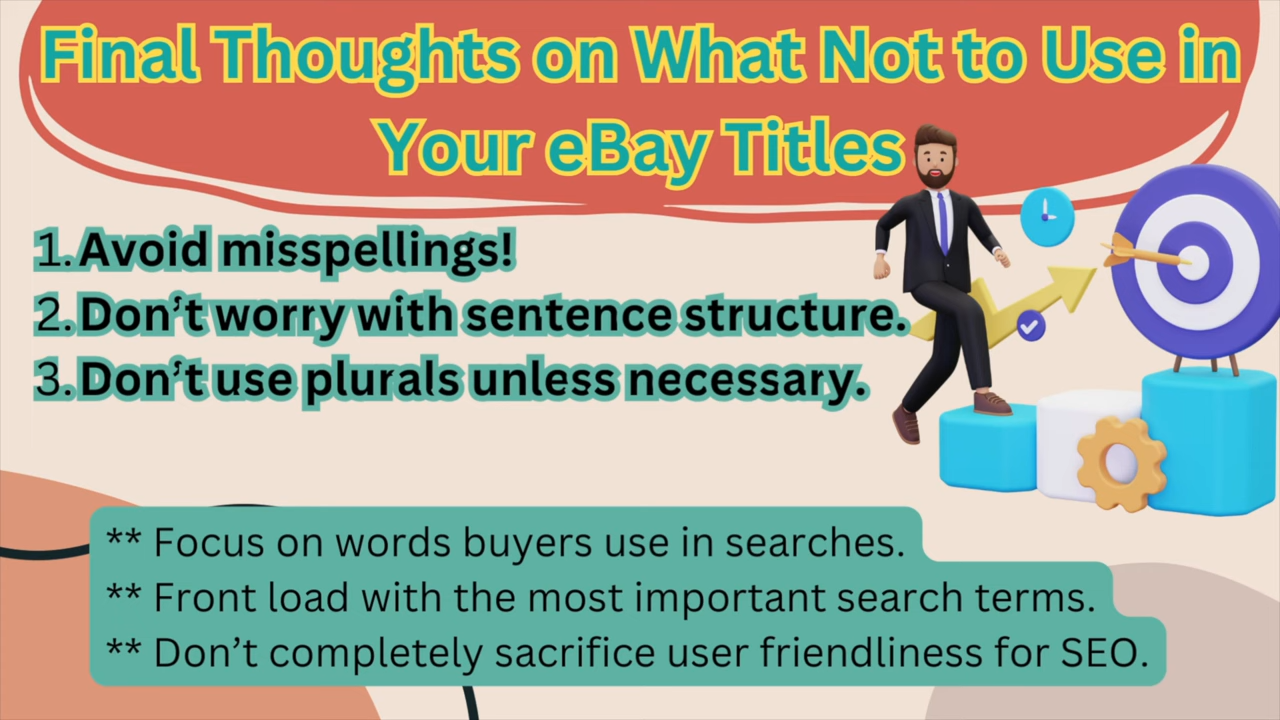 Final Thoughts on What Not to Use in
Your eBay Titles
1. Avoid misspellings!
2. Don't worry with sentence structure.
3. Don't use plurals unless necessary.
** Focus on words buyers use in searches.
** Front load with the most important search terms.
** Don't completely sacrifice user friendliness for SEO.